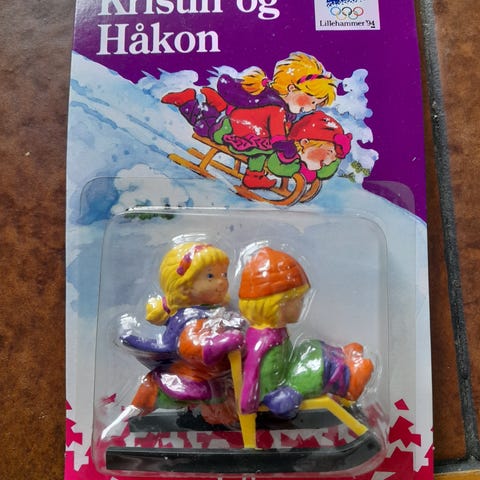 Kristin og
Håkon
Lillehammer '94